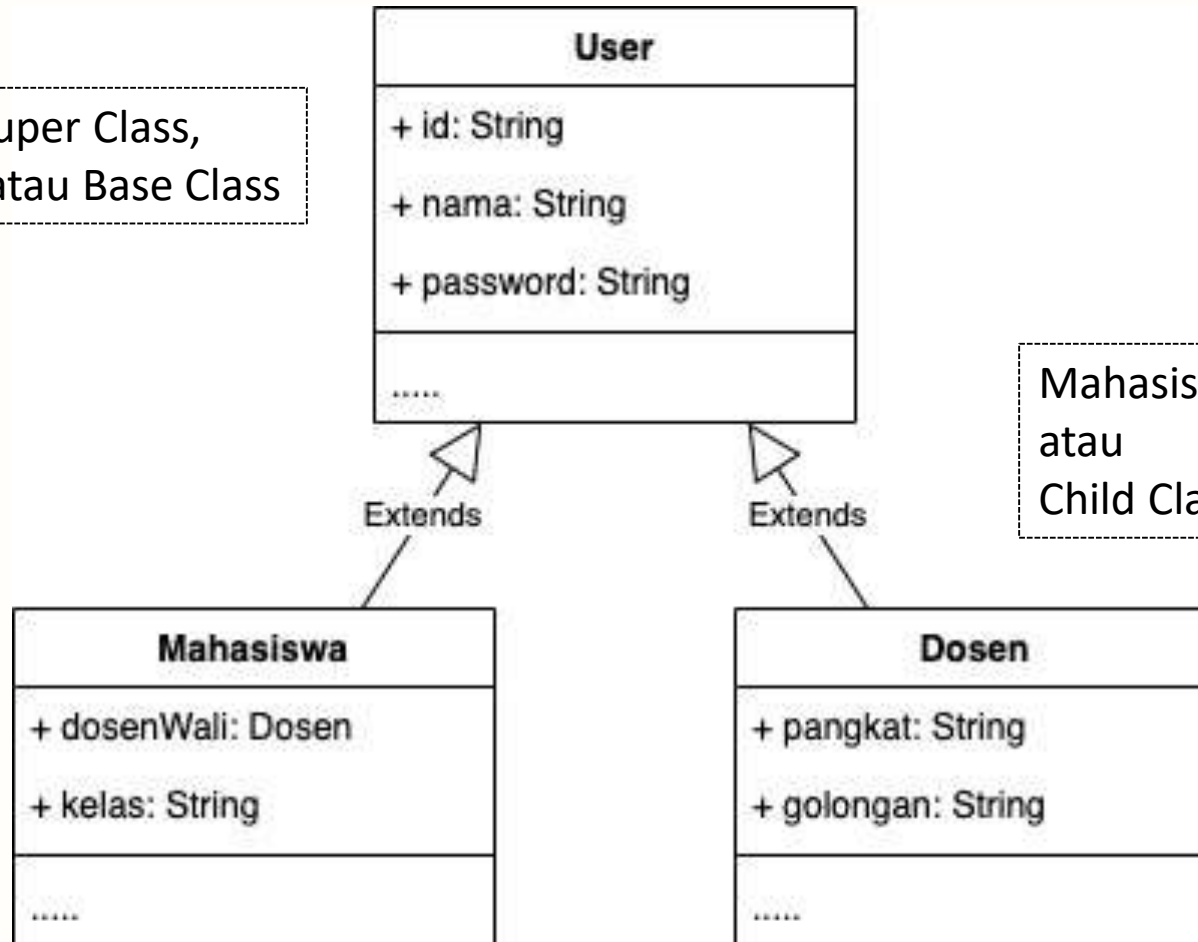 User
+ id: String
+ nama: String
+ password: String
.....
uper Class,
atau Base Class
Mahasis
atau
Child Cla
Extends
Extends
Mahasiswa
+ dosenWali: Dosen
+ kelas: String
.....
Dosen
+ pangkat: String
+ golongan: String
.....